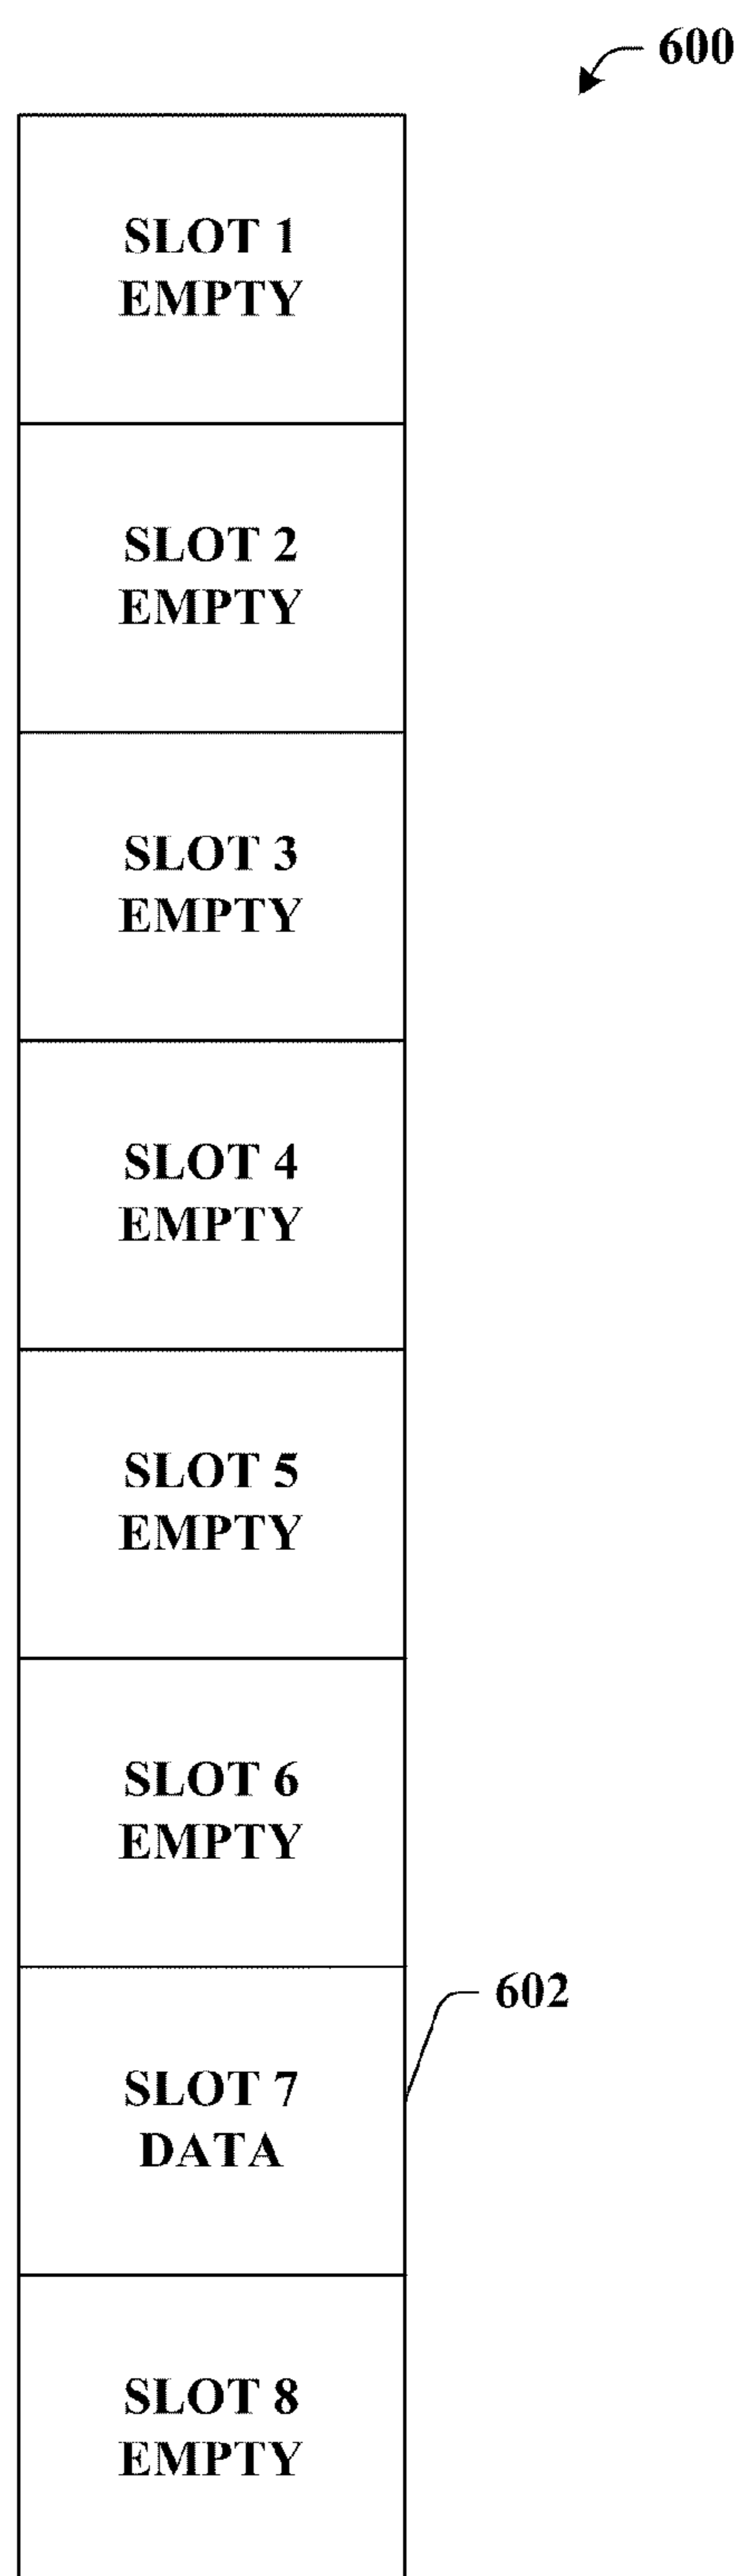 600
SLOT 1
EMPTY
SLOT 2
EMPTY
SLOT 3
EMPTY
SLOT 4
EMPTY
SLOT 5
EMPTY
SLOT 6
EMPTY
602
SLOT 7
DATA
SLOT 8
EMPTY